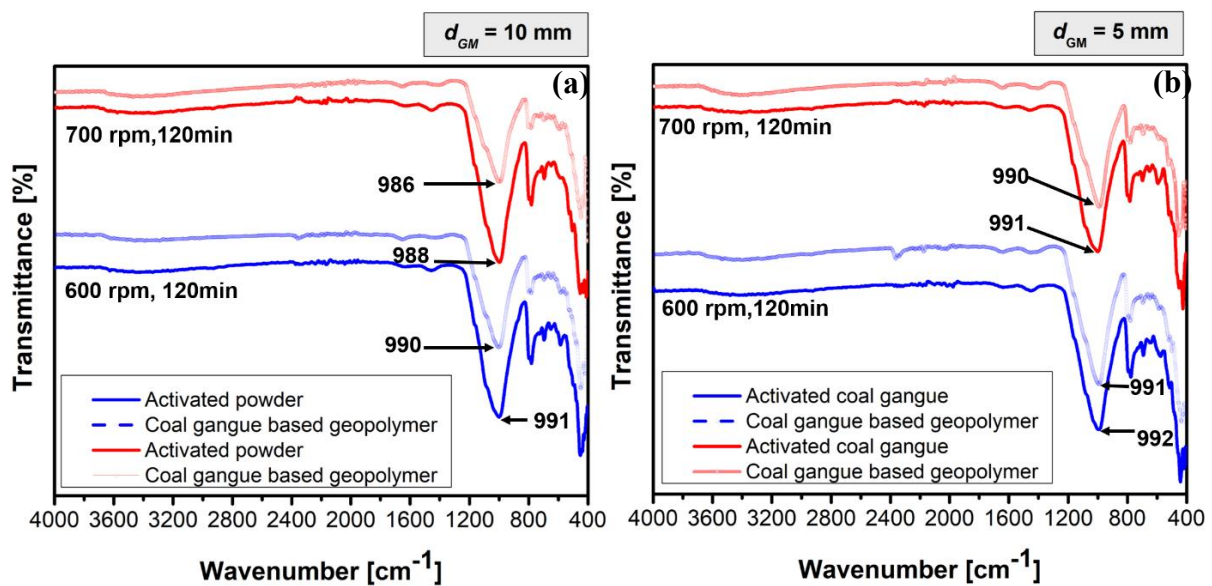 d_GM = 10 mm
(a)
700 rpm,120min
986
988
600 rpm, 120min
990
991
Activated powder
Coal gangue based geopolymer
Activated powder
Coal gangue based geopolymer
Transmittance [%]
4000 3600 3200 2800 2400 2000 1600 1200 800 400
Wavenumber [cm-1]
d_GM = 5 mm
(b)
700 rpm,120min
990
991
600 rpm,120min
991
992
Activated coal gangue
Coal gangue based geopolymer
Activated coal gangue
Coal gangue based geopolymer
Transmittance [%]
4000 3600 3200 2800 2400 2000 1600 1200 800 400
Wavenumber [cm-1]